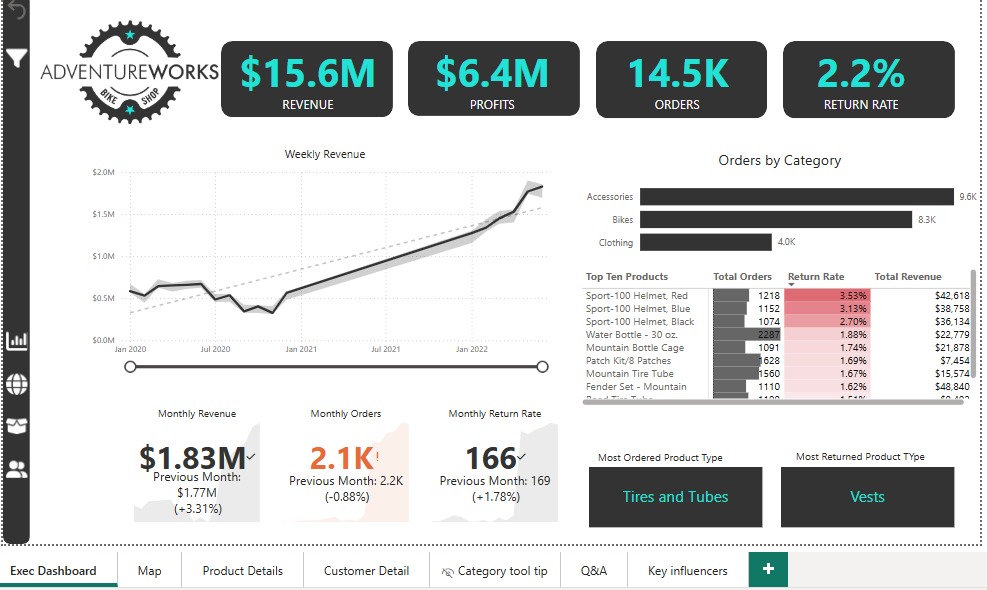 ADVENTUREWORKS
BIKE SHOP
$15.6M
REVENUE
$6.4M
PROFITS
14.5K
ORDERS
2.2%
RETURN RATE
Weekly Revenue
$2.0M
$1.5M
$1.0M
$0.5M
$0.0M
Jan 2020 Jul 2020 Jan 2021 Jul 2021 Jan 2022
Orders by Category
Accessories 9.6K
Bikes 8.3K
Clothing 4.0K
Top Ten Products Total Orders Return Rate Total Revenue
Sport-100 Helmet, Red 1218 3.53% $42,618
Sport-100 Helmet, Blue 1152 3.13% $38,758
Sport-100 Helmet, Black 1074 2.70% $36,134
Water Bottle - 30 oz. 2287 1.88% $22,779
Mountain Bottle Cage 1091 1.74% $21,878
Patch Kit/8 Patches 1628 1.69% $7,454
Mountain Tire Tube 1560 1.67% $15,574
Fender Set - Mountain 1110 1.62% $48,840
Monthly Revenue
$1.83M
Previous Month:
$1.77M
(+3.31%)
Monthly Orders
2.1K!
Previous Month: 2.2K
(-0.88%)
Monthly Return Rate
166
Previous Month: 169
(+1.78%)
Most Ordered Product Type
Tires and Tubes
Most Returned Product TYpe
Vests
Exec Dashboard Map Product Details Customer Detail Category tool tip Q&A Key influencers +